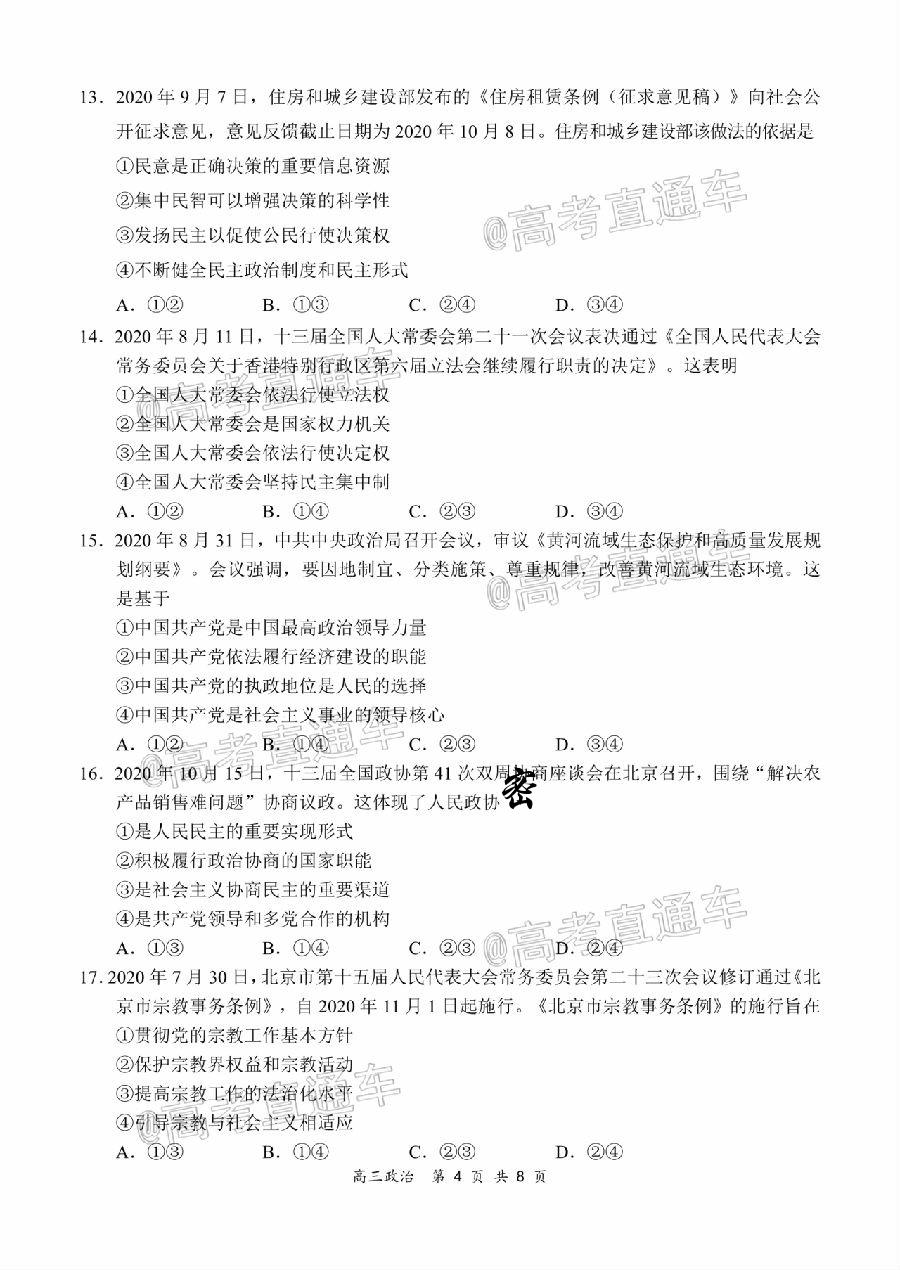 13．2020 年 9 月 7 日，住房和城乡建设部发布的《住房租赁条例（征求意见稿）》向社会公
开征求意见，意见反馈截止日期为 2020 年 10 月 8 日。住房和城乡建设部该做法的依据是
①民意是正确决策的重要信息资源
②集中民智可以增强决策的科学性
@高考直通车
③发扬民主以促使公民行使决策权
④不断健全民主政治制度和民主形式
A．①② B．①③ C．②④ D．③④
14．2020 年 8 月 11 日，十三届全国人大常委会第二十一次会议表决通过《全国人民代表大会
常务委员会关于香港特别行政区第六届立法会继续履行职责的决定》。这表明
@高考直通车
①全国人大常委会依法行使立法权
②全国人大常委会是国家权力机关
③全国人大常委会依法行使决定权
④全国人大常委会坚持民主集中制
A．①② B．①④ C．②③ D．③④
15．2020 年 8 月 31 日，中共中央政治局召开会议，审议《黄河流域生态保护和高质量发展规
划纲要》。会议强调，要因地制宜、分类施策、尊重规律，改善黄河流域生态环境。这
@高考直通车
是基于
①中国共产党是中国最高政治领导力量
②中国共产党依法履行经济建设的职能
③中国共产党的执政地位是人民的选择
④中国共产党是社会主义事业的领导核心
@高考直通车
A．①② B．①④ C．②③ D．③④
16．2020 年 10 月 15 日，十三届全国政协第 41 次双周协商座谈会在北京召开，围绕“解决农
产品销售难问题”协商议政。这体现了人民政协
密
①是人民民主的重要实现形式
②积极履行政治协商的国家职能
③是社会主义协商民主的重要渠道
④是共产党领导和多党合作的机构
@高考直通车
A．①③ B．①④ C．②③ D．②④
17. 2020 年 7 月 30 日，北京市第十五届人民代表大会常务委员会第二十三次会议修订通过《北
京市宗教事务条例》，自 2020 年 11 月 1 日起施行。《北京市宗教事务条例》的施行旨在
①贯彻党的宗教工作基本方针
②保护宗教界权益和宗教活动
③提高宗教工作的法治化水平
@高考直通车
④引导宗教与社会主义相适应
A．①③ B．①④ C．②③ D．②④
高三政治 第 4 页 共 8 页